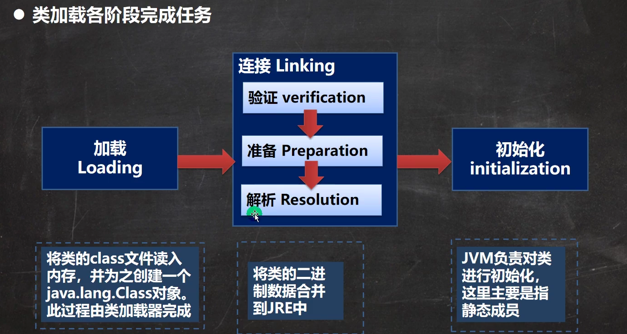 ● 类加载各阶段完成任务
连接 Linking
验证 verification
准备 Preparation
解析 Resolution
加载
Loading
初始化
initialization
将类的class文件读入
内存，并为之创建一个
java.lang.Class对象。
此过程由类加载器完成
将类的二进
制数据合并
到JRE中
JVM负责对类
进行初始化，
这里主要是指
静态成员